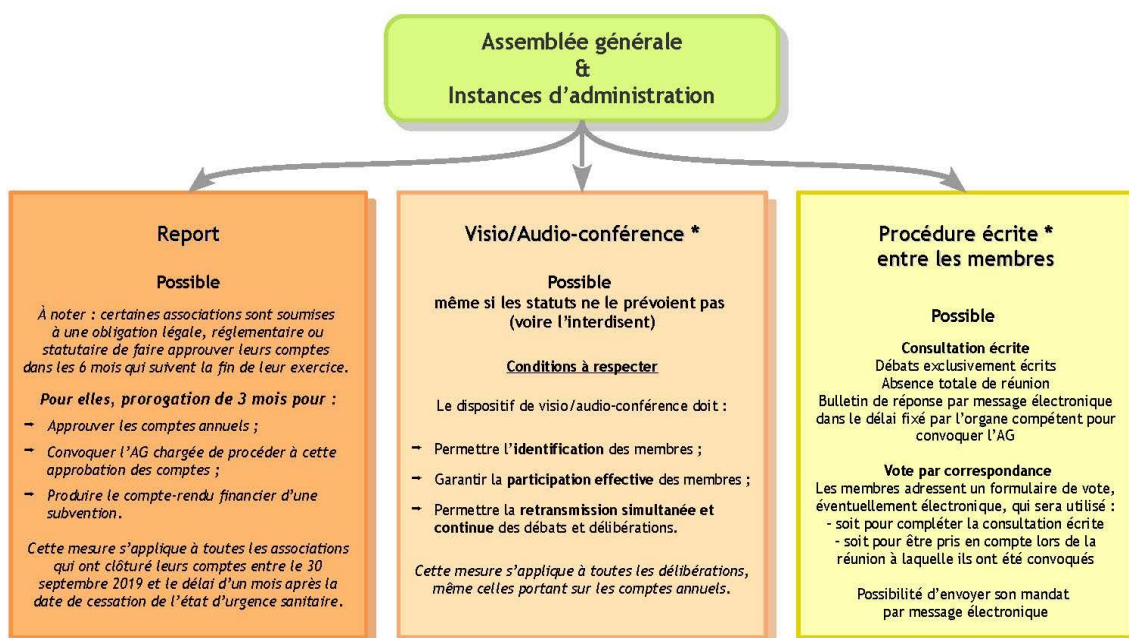 Assemblée générale
&
Instances d'administration
Report
Possible
À noter : certaines associations sont soumises
à une obligation légale, réglementaire ou
statutaire de faire approuver leurs comptes
dans les 6 mois qui suivent la fin de leur exercice.
Pour elles, prorogation de 3 mois pour :
→ Approuver les comptes annuels ;
→ Convoquer l'AG chargée de procéder à cette
approbation des comptes ;
→ Produire le compte-rendu financier d'une
subvention.
Cette mesure s'applique à toutes les associations
qui ont clôturé leurs comptes entre le 30
septembre 2019 et le délai d'un mois après la
date de cessation de l'état d'urgence sanitaire.
Visio/Audio-conférence *
Possible
même si les statuts ne le prévoient pas
(voire l'interdisent)
Conditions à respecter
Le dispositif de visio/audio-conférence doit :
→ Permettre l'identification des membres ;
→ Garantir la participation effective des membres ;
→ Permettre la retransmission simultanée et
continue des débats et délibérations.
Cette mesure s'applique à toutes les délibérations,
même celles portant sur les comptes annuels.
Procédure écrite *
entre les membres
Possible
Consultation écrite
Débats exclusivement écrits
Absence totale de réunion
Bulletin de réponse par message électronique
dans le délai fixé par l'organe compétent pour
convoquer l'AG
Vote par correspondance
Les membres adressent un formulaire de vote,
éventuellement électronique, qui sera utilisé :
- soit pour compléter la consultation écrite
- soit pour être pris en compte lors de la
réunion à laquelle ils ont été convoqués
Possibilité d'envoyer son mandat
par message électronique